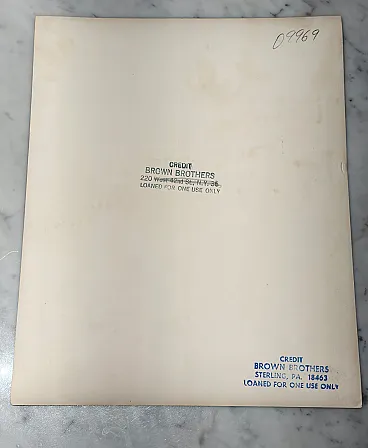 09969
CREDIT
BROWN BROTHERS
220 West 42nd St., N.Y. 36
LOANED FOR ONE USE ONLY
CREDIT
BROWN BROTHERS
STERLING, PA. 18463
LOANED FOR ONE USE ONLY